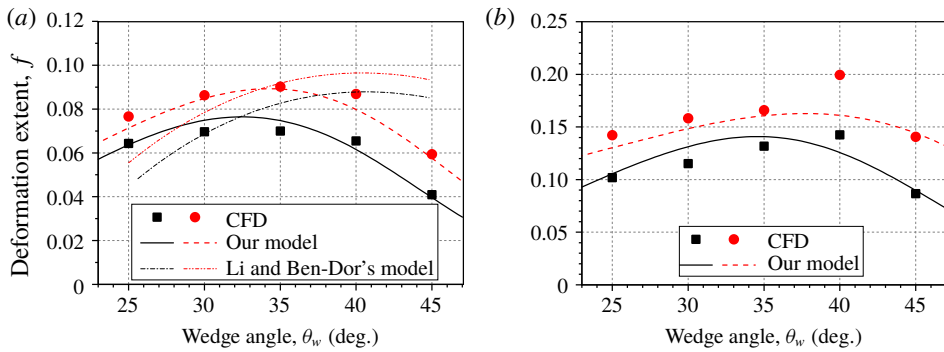 (a)
0.12
0.10
0.08
0.06
0.04
0.02
0
Deformation extent, f
CFD
Our model
Li and Ben-Dor's model
25 30 35 40 45
Wedge angle, θw (deg.)
(b)
0.25
0.20
0.15
0.10
0.05
0.00
CFD
Our model
25 30 35 40 45
Wedge angle, θw (deg.)